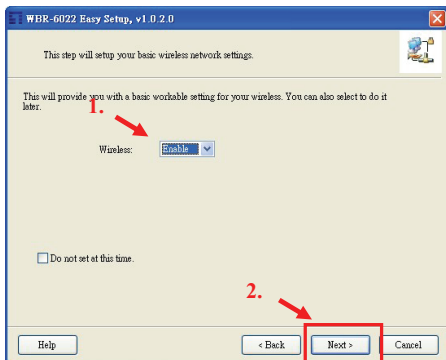 WBR-6022 Easy Setup, v1.0.2.0
This step will setup your basic wireless network settings.
This will provide you with a basic workable setting for your wireless. You can also select to do it
later.
1.
Wireless: Enable
Do not set at this time.
2.
Help < Back Next > Cancel